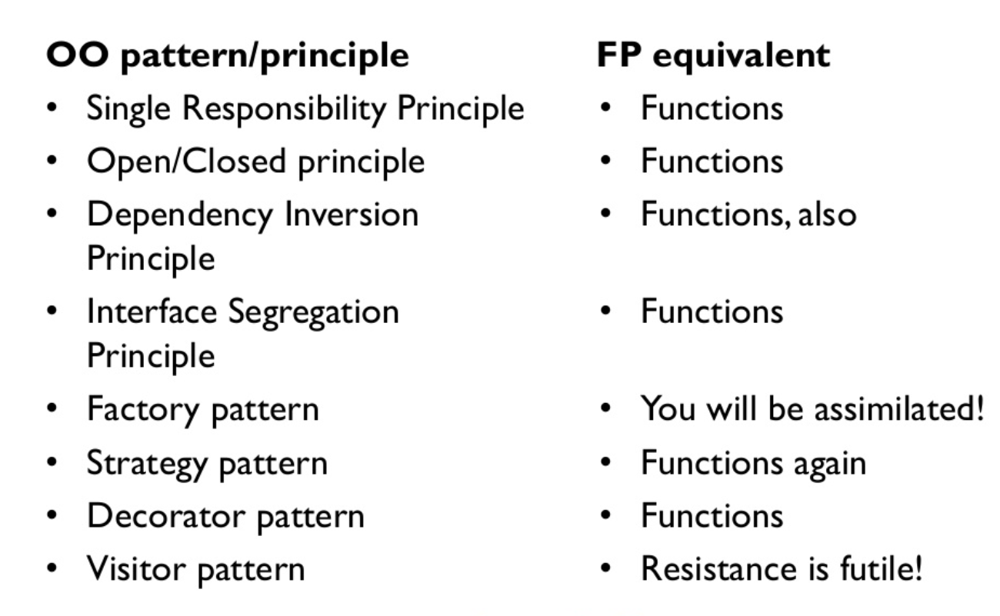 OO pattern/principle
• Single Responsibility Principle
• Open/Closed principle
• Dependency Inversion
Principle
• Interface Segregation
Principle
• Factory pattern
• Strategy pattern
• Decorator pattern
• Visitor pattern
FP equivalent
• Functions
• Functions
• Functions, also
• Functions
• You will be assimilated!
• Functions again
• Functions
• Resistance is futile!